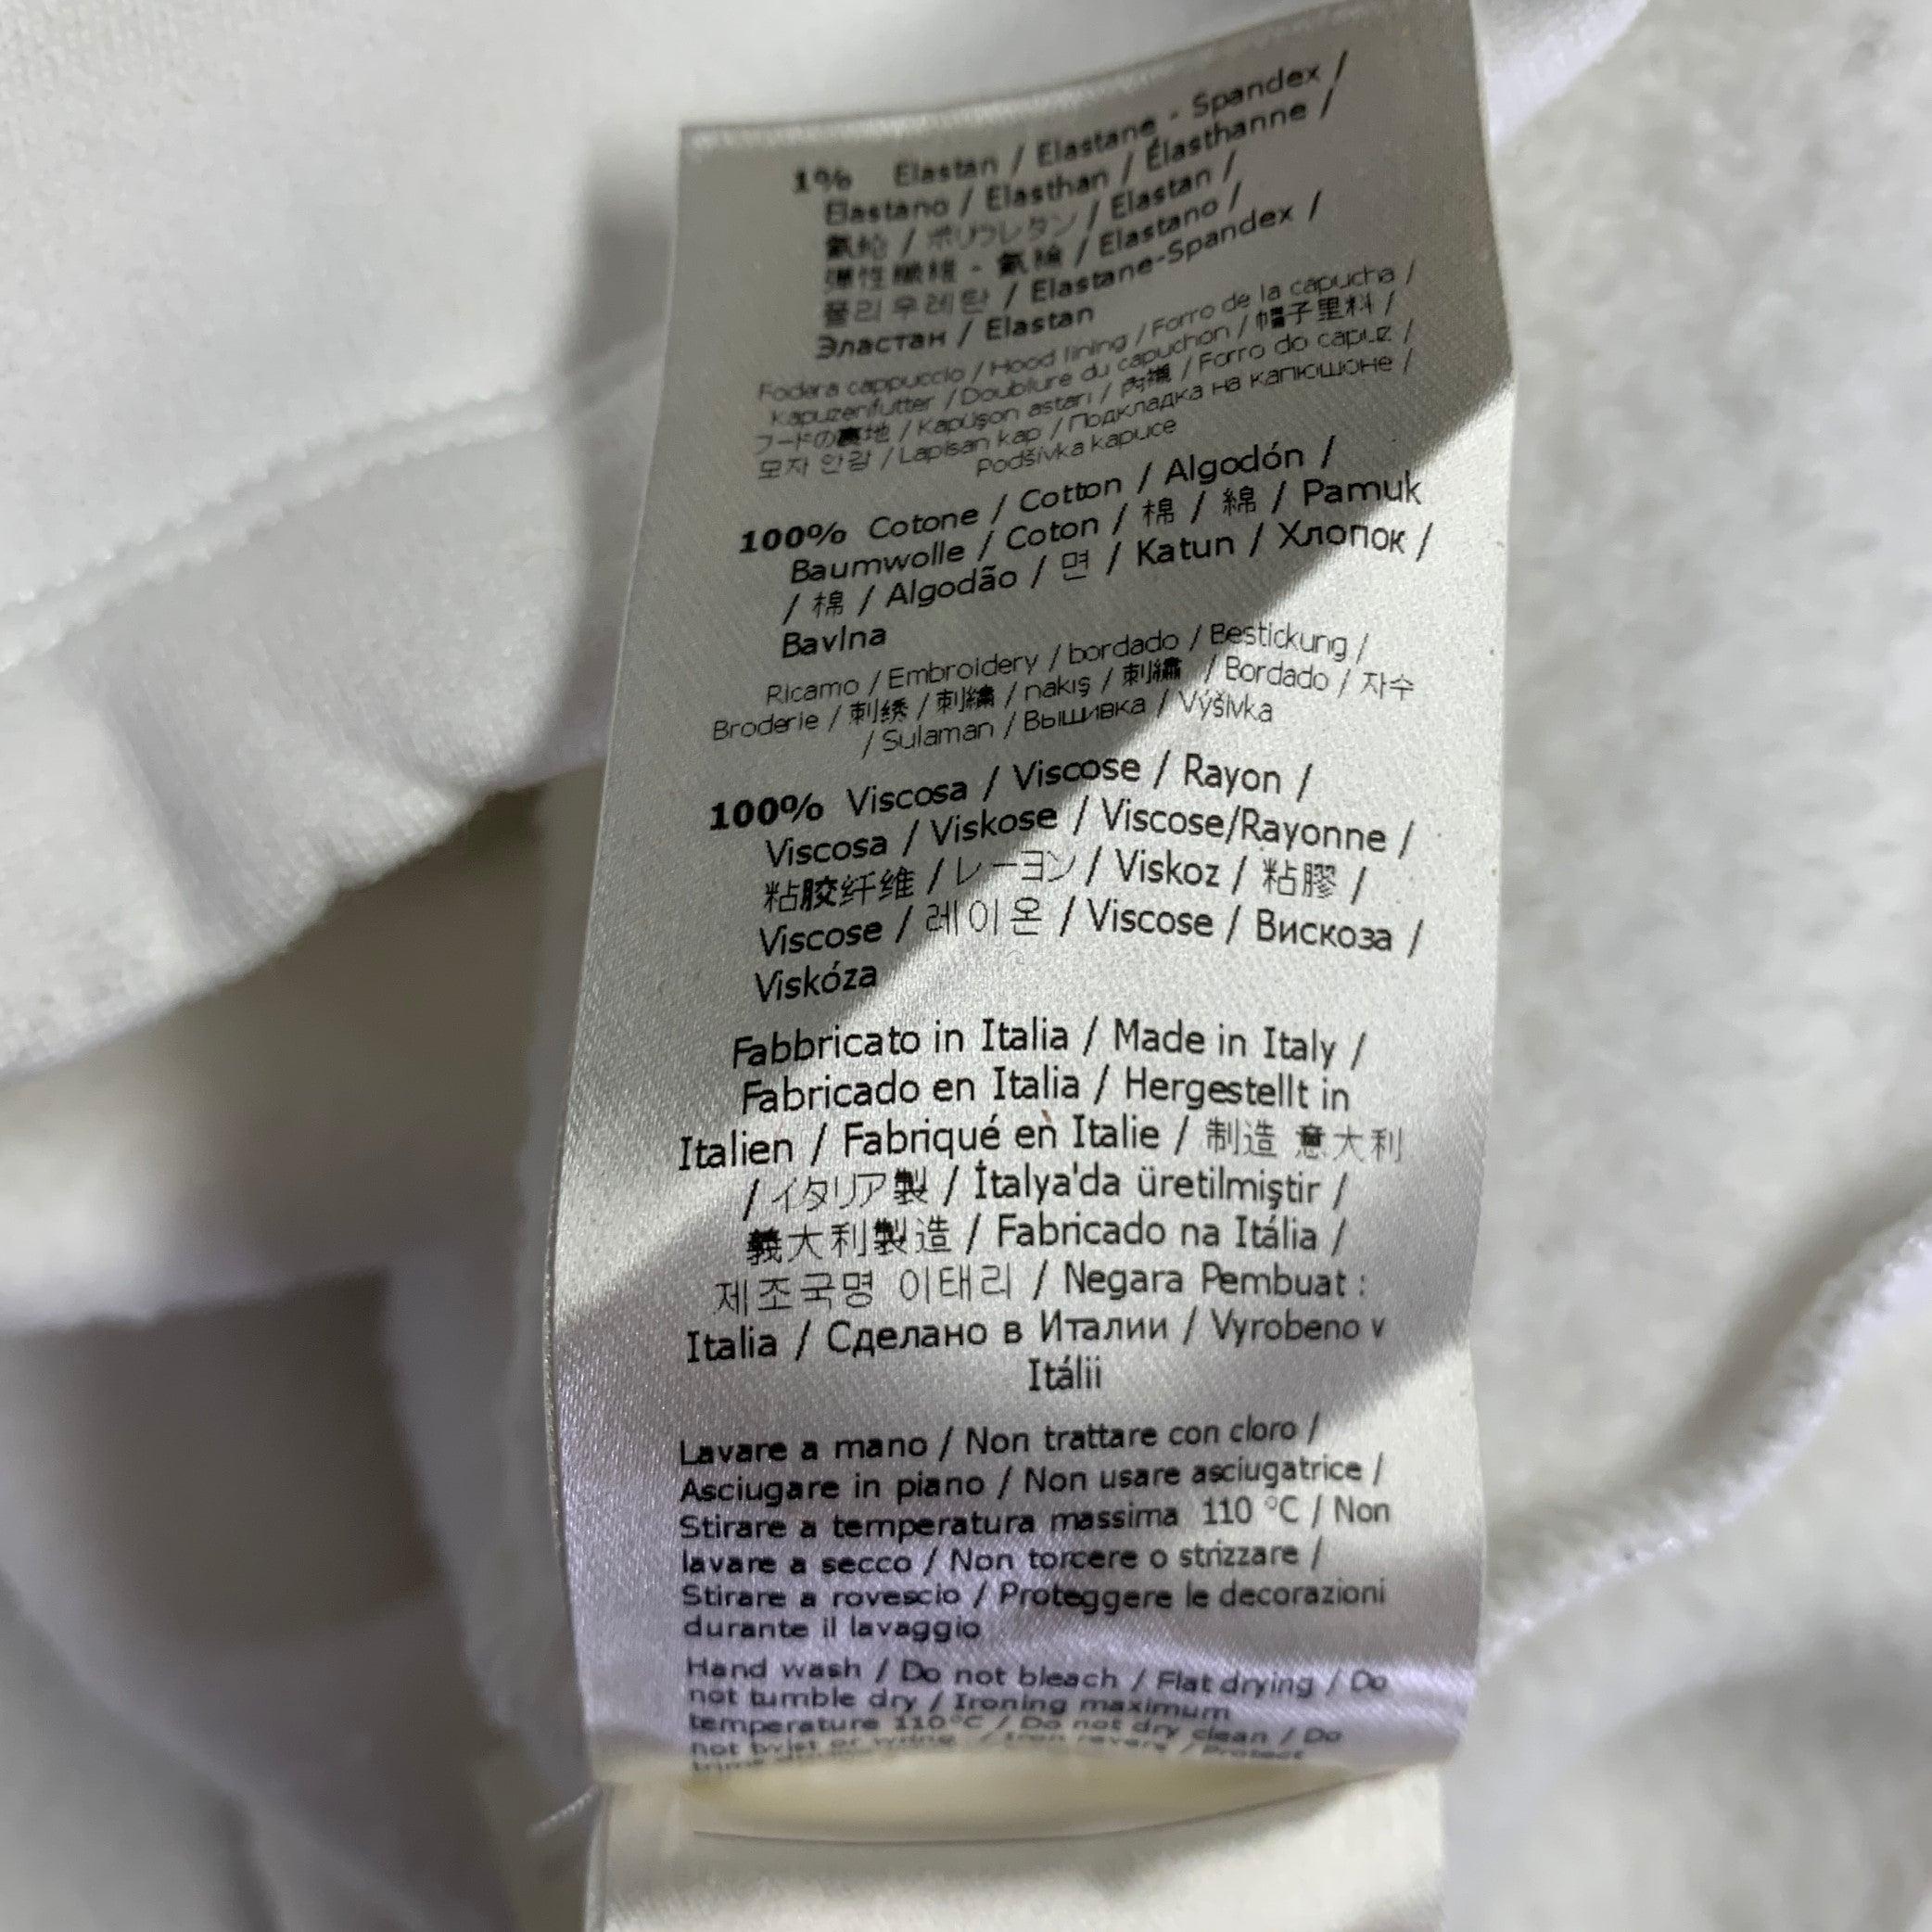 1% Elastan / Elastane - Spandex /
Elastano / Elasthan / Élasthanne /
氨纶 / ポリウレタン / Elastan /
彈性纖維 - 氨綸 / Elastano /
폴리우레탄 / Elastane-Spandex /
Эластан / Elastan
Fodera cappuccio / Hood lining / Forro de la capucha /
Kapuzenfutter / Doublure du capuchon / 帽子里料 /
フードの裏地 / Kapüşon astarı / 內襯 / Forro do capuz /
모자 안감 / Lapisan kap / Подкладка на капюшоне /
Podšívka kapuce
100% Cotone / Cotton / Algodón /
Baumwolle / Coton / 棉 / 綿 / Pamuk
/ 棉 / Algodão / 면 / Katun / Хлопок /
Bavlna
Ricamo / Embroidery / bordado / Bestickung /
Broderie / 刺绣 / 刺繍 / nakış / 刺繡 / Bordado / 자수
/ Sulaman / Вышивка / Výšivka
100% Viscosa / Viscose / Rayon /
Viscosa / Viskose / Viscose/Rayonne /
粘胶纤维 / レーヨン / Viskoz / 粘膠 /
Viscose / 레이온 / Viscose / Вискоза /
Viskóza
Fabbricato in Italia / Made in Italy /
Fabricado en Italia / Hergestellt in
Italien / Fabriqué en Italie / 制造 意大利
/ イタリア製 / İtalya'da üretilmiştir /
義大利製造 / Fabricado na Itália /
제조국명 이태리 / Negara Pembuat :
Italia / Сделано в Италии / Vyrobeno v
Itálii
Lavare a mano / Non trattare con cloro /
Asciugare in piano / Non usare asciugatrice /
Stirare a temperatura massima 110 °C / Non
lavare a secco / Non torcere o strizzare /
Stirare a rovescio / Proteggere le decorazioni
durante il lavaggio
Hand wash / Do not bleach / Flat drying / Do
not tumble dry / Ironing maximum
temperature 110°C / Do not dry clean / Do
not twist or wring / Iron revers / Protect